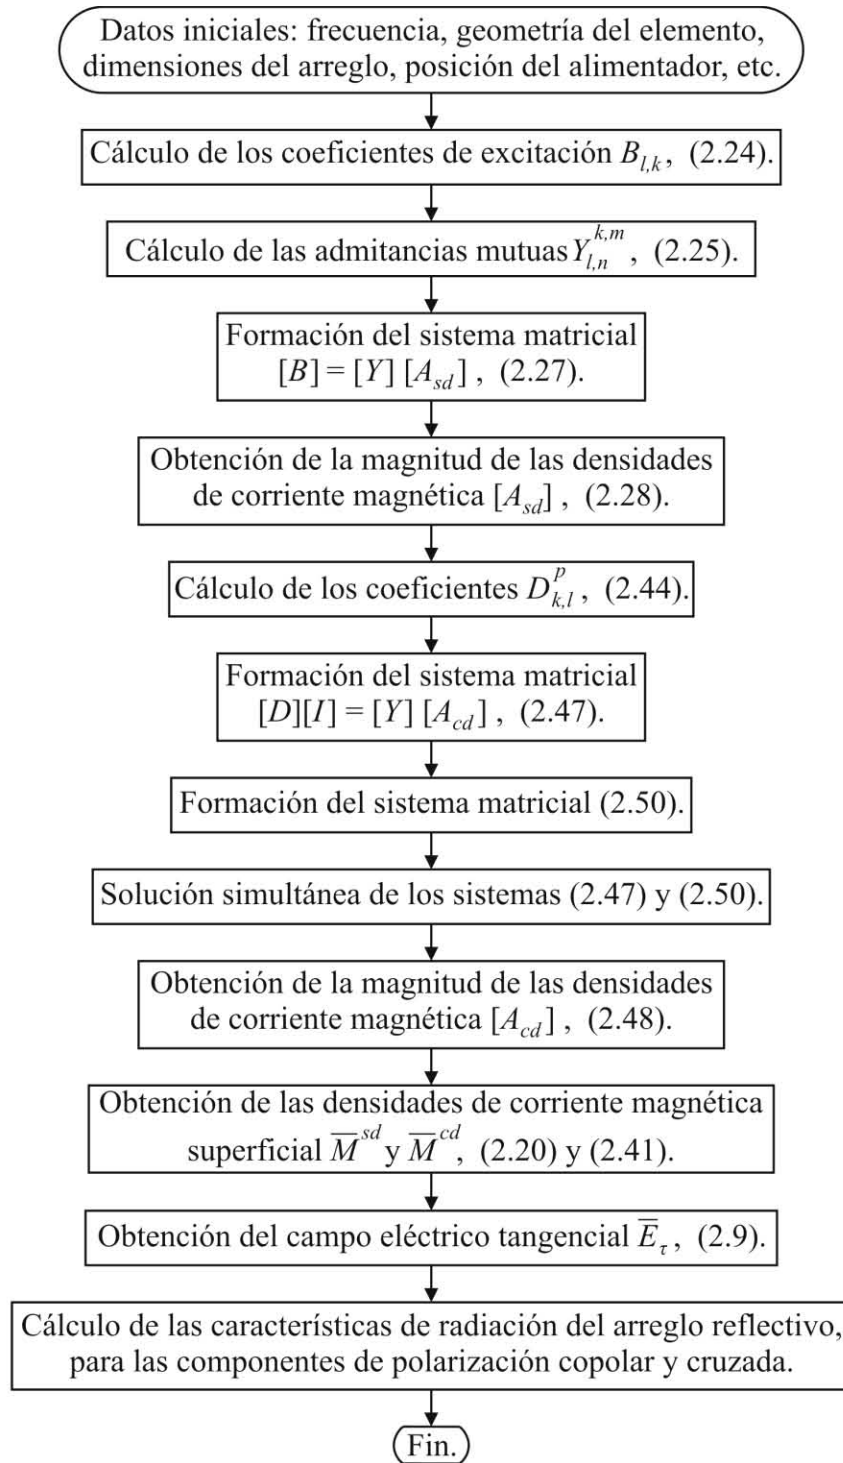 Datos iniciales: frecuencia, geometría del elemento,
dimensiones del arreglo, posición del alimentador, etc.
Cálculo de los coeficientes de excitación B_{l,k}, (2.24).
Cálculo de las admitancias mutuas Y_{l,n}^{k,m}, (2.25).
Formación del sistema matricial
[B] = [Y] [A_{sd}] , (2.27).
Obtención de la magnitud de las densidades
de corriente magnética [A_{sd}] , (2.28).
Cálculo de los coeficientes D_{k,l}^{p}, (2.44).
Formación del sistema matricial
[D][I] = [Y] [A_{cd}] , (2.47).
Formación del sistema matricial (2.50).
Solución simultánea de los sistemas (2.47) y (2.50).
Obtención de la magnitud de las densidades
de corriente magnética [A_{cd}] , (2.48).
Obtención de las densidades de corriente magnética
superficial M̅^{sd} y M̅^{cd}, (2.20) y (2.41).
Obtención del campo eléctrico tangencial E̅_τ, (2.9).
Cálculo de las características de radiación del arreglo reflectivo,
para las componentes de polarización copolar y cruzada.
Fin.